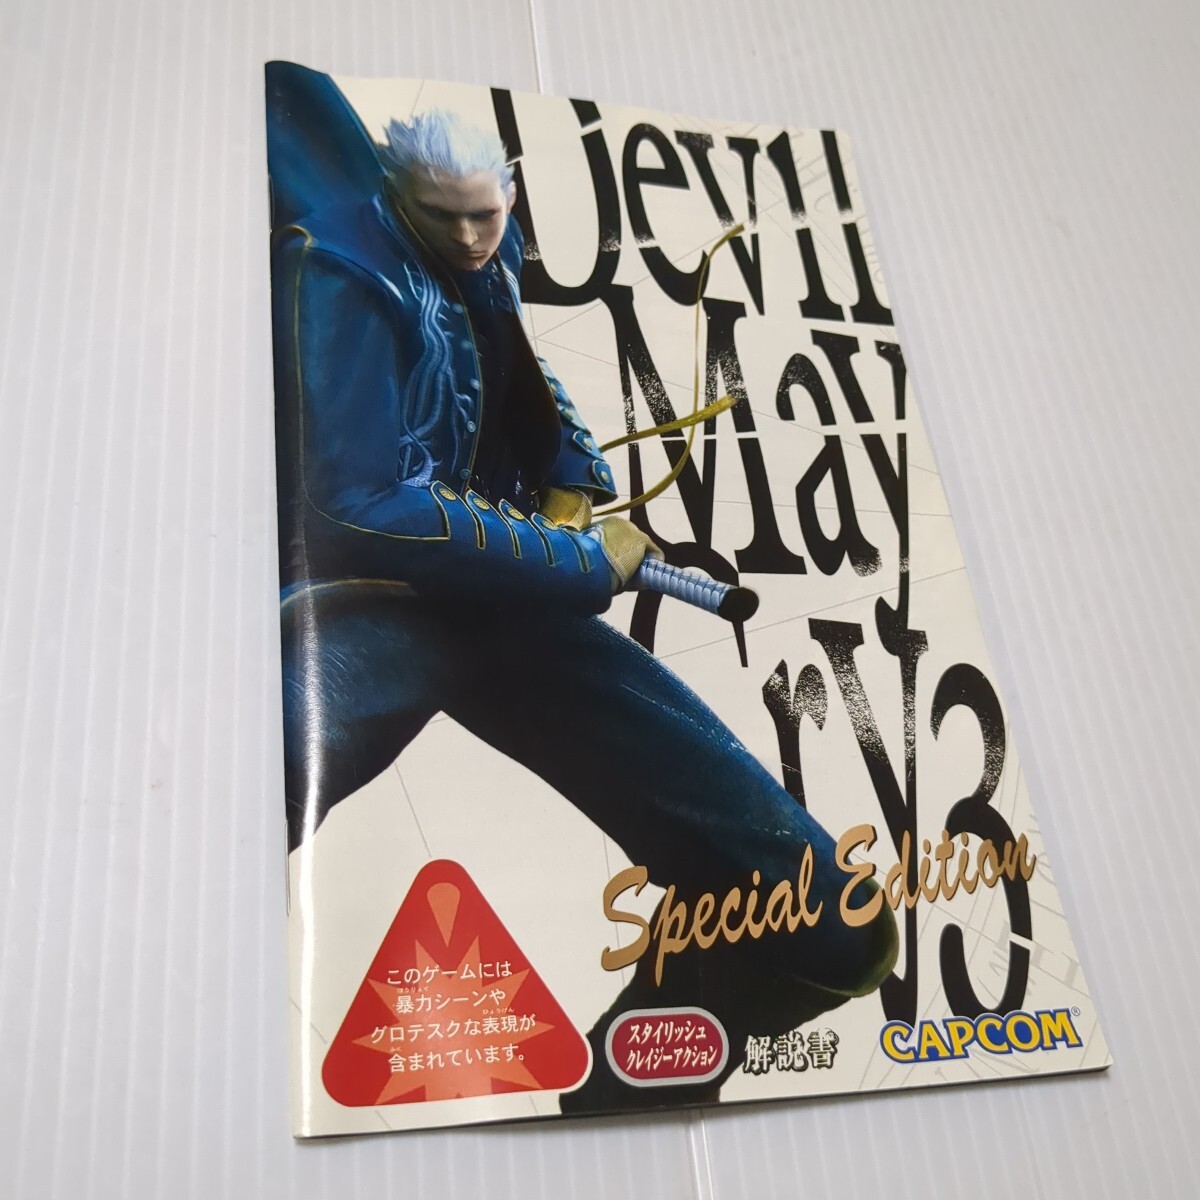 Devil
May
Cry3
Special Edition
このゲームには
暴力シーンや
グロテスクな表現が
含まれています。
スタイリッシュ
クレイジーアクション
解説書
CAPCOM®